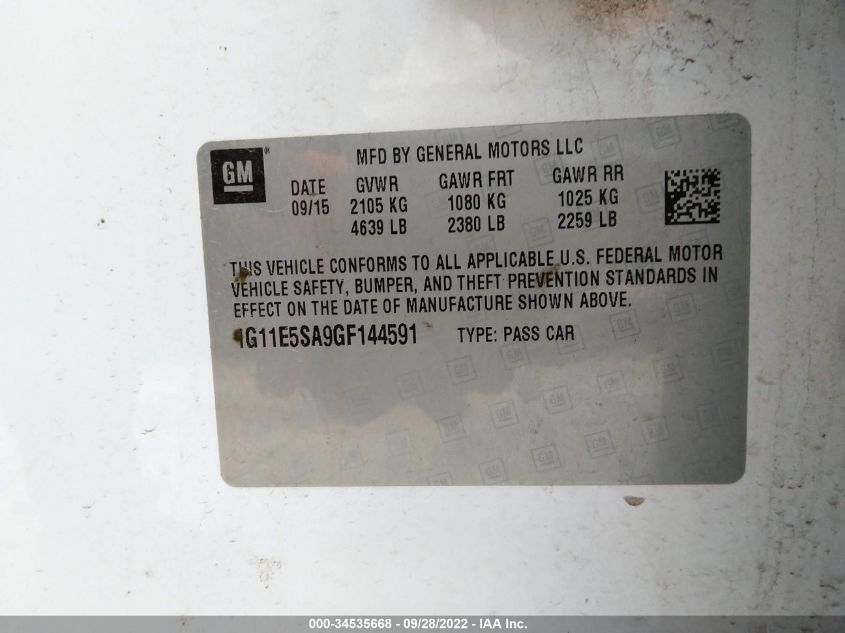 GM ® MFD BY GENERAL MOTORS LLC
DATE GVWR GAWR FRT GAWR RR
09/15 2105 KG 1080 KG 1025 KG
4639 LB 2380 LB 2259 LB
THIS VEHICLE CONFORMS TO ALL APPLICABLE U.S. FEDERAL MOTOR
VEHICLE SAFETY, BUMPER, AND THEFT PREVENTION STANDARDS IN
EFFECT ON THE DATE OF MANUFACTURE SHOWN ABOVE.
1G11E5SA9GF144591 TYPE: PASS CAR
000-34535668 - 09/28/2022 - IAA Inc.